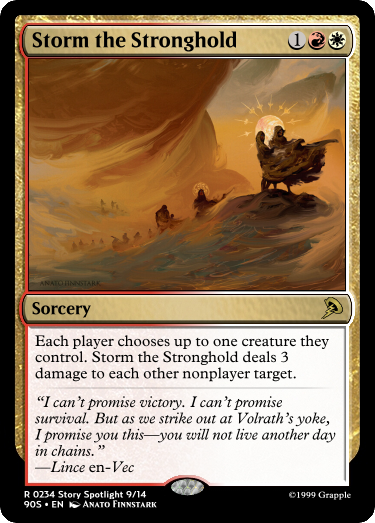 Storm the Stronghold 1
ANATO FINNSTARK
Sorcery
Each player chooses up to one creature they
control. Storm the Stronghold deals 3
damage to each other nonplayer target.
“I can’t promise victory. I can’t promise
survival. But as we strike out at Volrath’s yoke,
I promise you this—you will not live another day
in chains.”
—Lince en-Vec
R 0234 Story Spotlight 9/14
90S • EN Anato Finnstark
©1999 Grapple